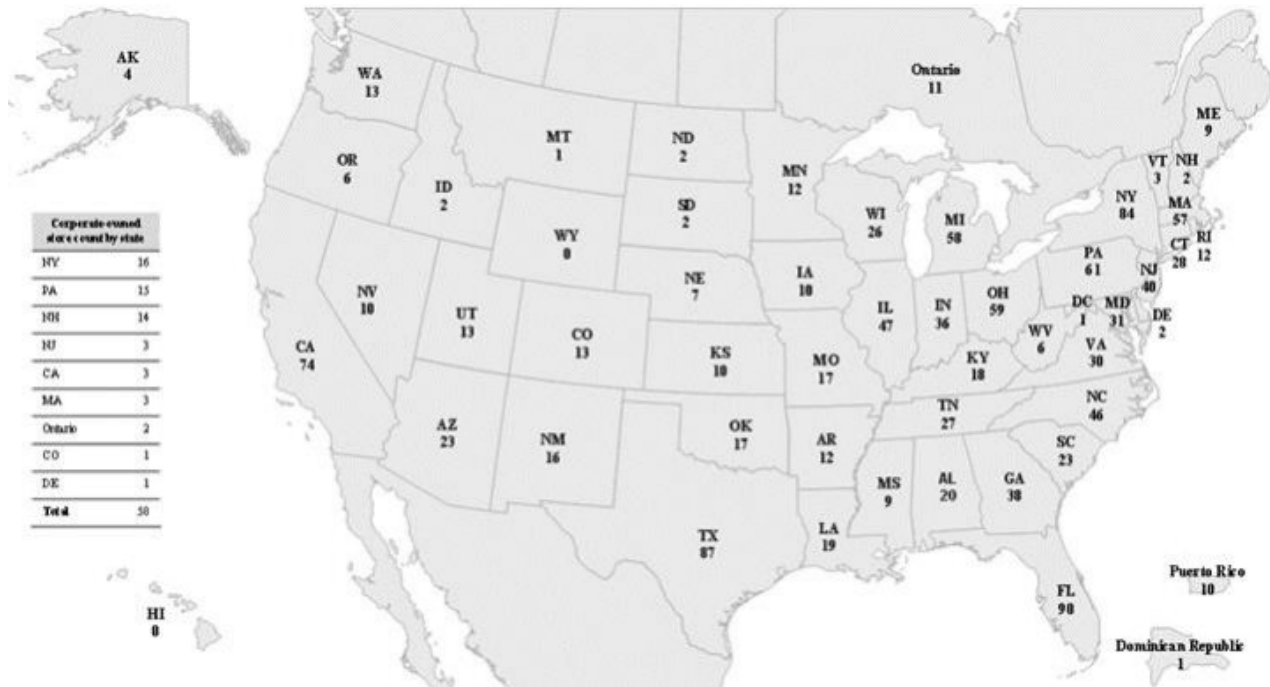 AK
4
WA
13
Ontario
11
ME
9
MT
1
ND
2
MN
12
VT
3
NH
2
OR
6
ID
2
SD
2
WI
26
MI
58
NY
84
MA
57
RI
12
CT
28
WY
0
PA
61
NJ
40
NE
7
IA
10
NV
10
UT
13
IL
47
IN
36
OH
59
DC
1
MD
31
DE
2
CA
74
CO
13
KS
10
MO
17
KY
18
WV
6
VA
30
AZ
23
NM
16
OK
17
AR
12
TN
27
NC
46
SC
23
MS
9
AL
20
GA
38
TX
87
LA
19
FL
90
HI
0
Puerto Rico
10
Dominican Republic
1
Corporate-owned
store count by state
NY 16
PA 15
NH 14
NJ 3
CA 3
MA 3
Ontario 2
CO 1
DE 1
Total 58